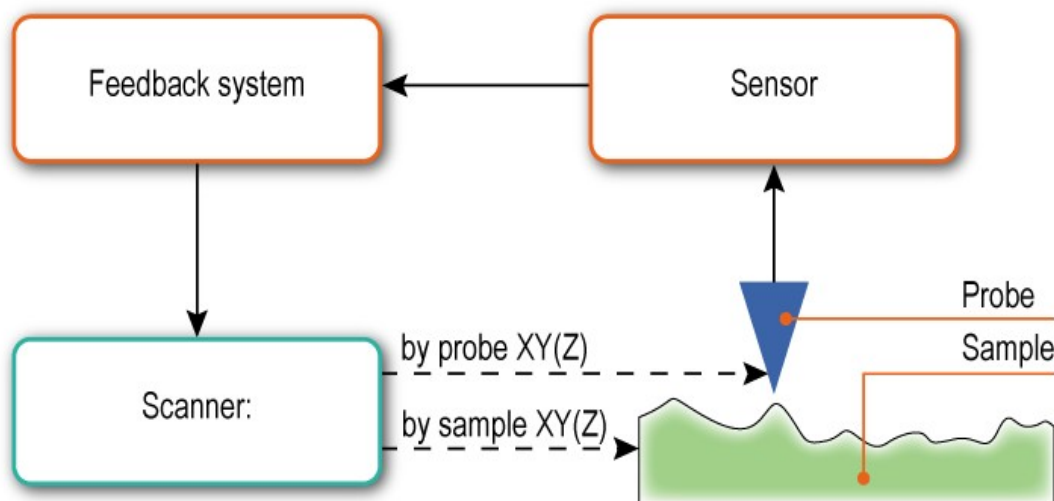 Feedback system
Sensor
Probe
by probe XY(Z)
Sample
Scanner:
by sample XY(Z)